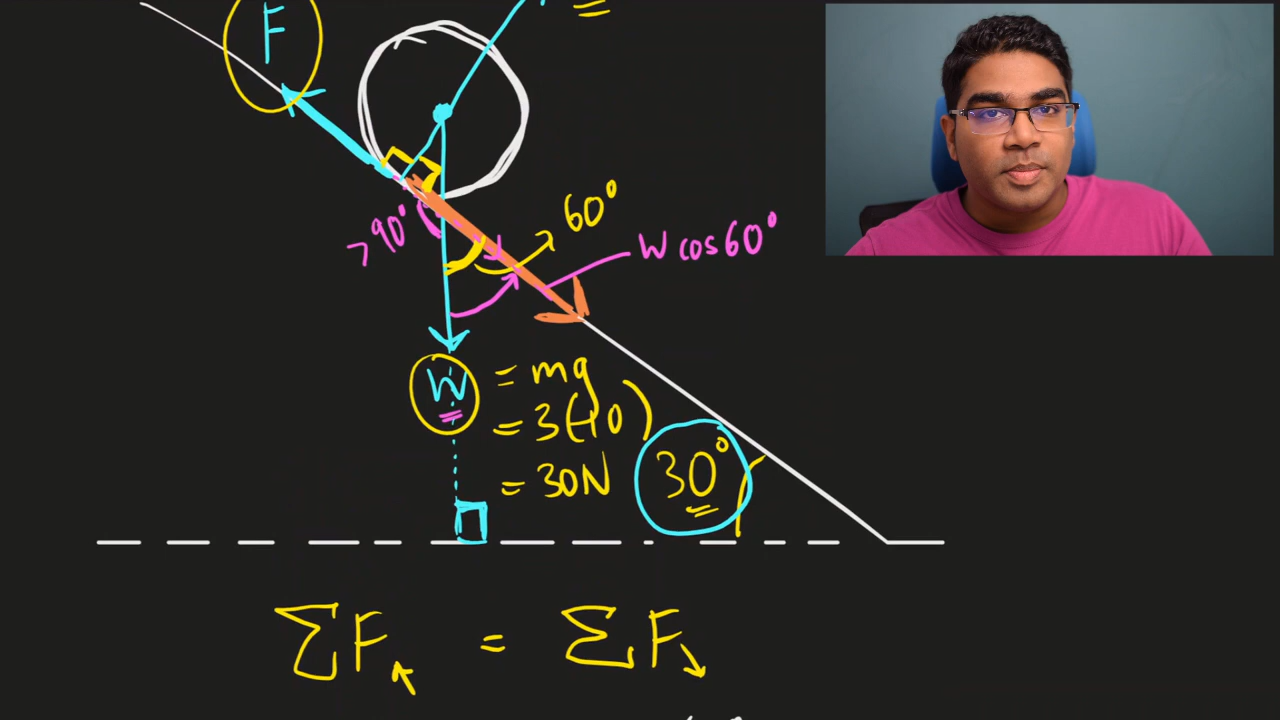 F
60°
>90°
W cos60°
W = mg
= 3(10)
= 30N
30°
ΣF↖ = ΣF↘